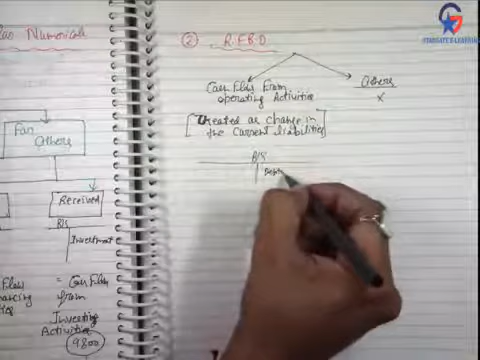 Numerical
For
Others
Received
B/S
Investment
= Cash Flow
from
Investing
Activities
9800
② R.F.B.D
Cash Flow From
operating Activities
Others
x
Treated as change in
the Current liabilities
B/S
STARGATE E-LEARNING